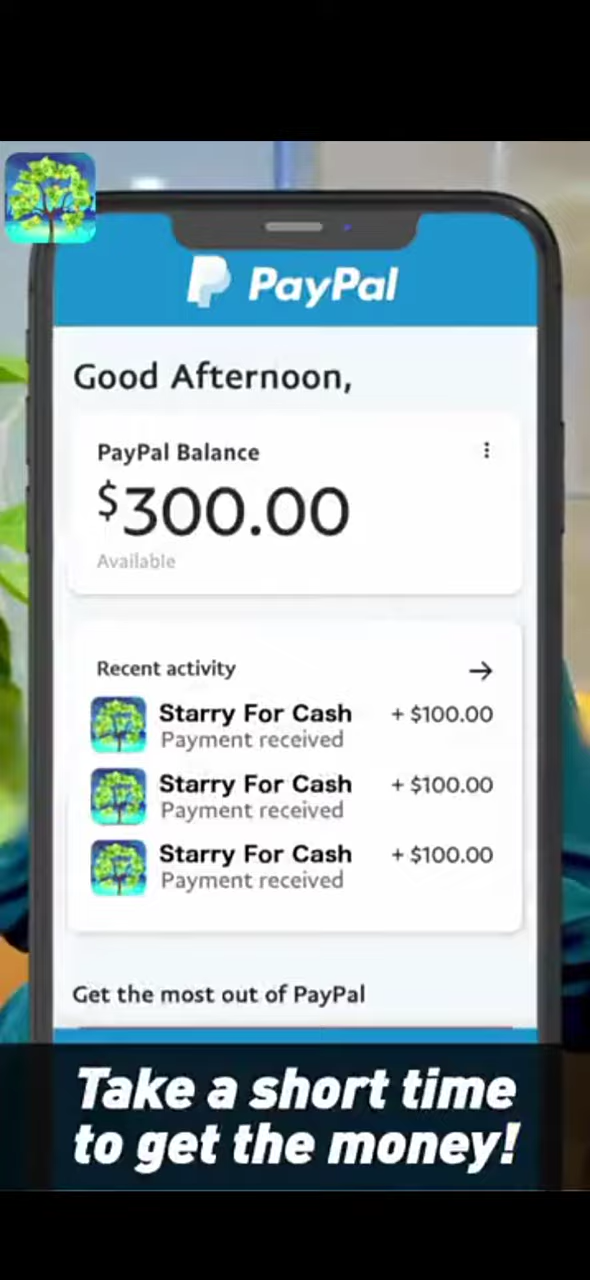 PayPal
Good Afternoon,
PayPal Balance
$300.00
Available
Recent activity
Starry For Cash + $100.00
Payment received
Starry For Cash + $100.00
Payment received
Starry For Cash + $100.00
Payment received
Get the most out of PayPal
Take a short time
to get the money!